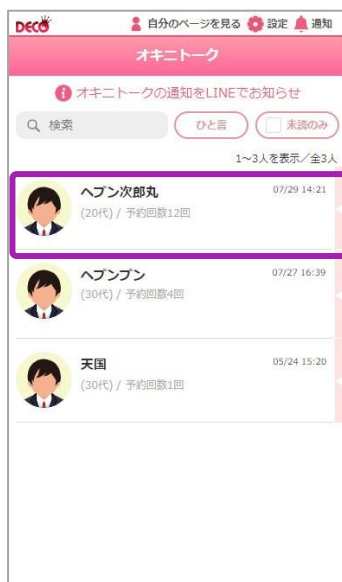 DECO 自分のページを見る 設定 通知
オキニトーク
オキニトークの通知をLINEでお知らせ
検索 ひと言 未読のみ
1～3人を表示／全3人
ヘブン次郎丸 07/29 14:21
(20代) / 予約回数12回
ヘブンブン 07/27 16:39
(30代) / 予約回数4回
天国 05/24 15:20
(30代) / 予約回数1回